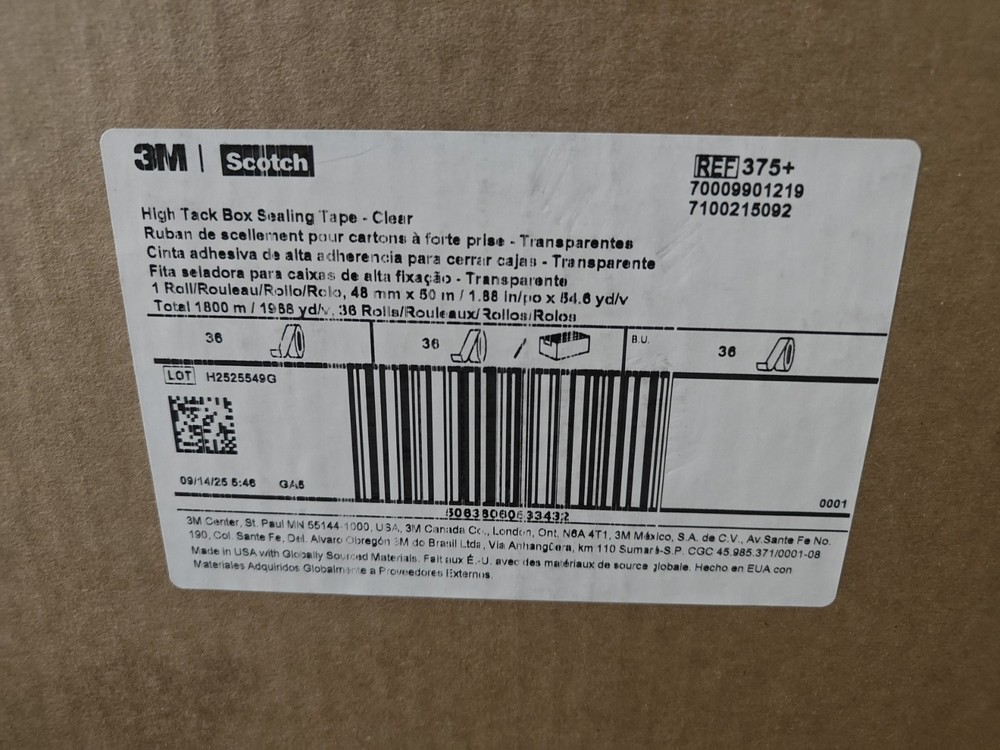 3M | Scotch
REF 375+
70009901219
7100215092
High Tack Box Sealing Tape - Clear
Ruban de scellement pour cartons à forte prise - Transparentes
Cinta adhesiva de alta adherencia para cerrar cajas - Transparente
Fita seladora para caixas de alta fixação - Transparente
1 Roll/Rouleau/Rollo/Rolo, 48 mm x 50 m / 1.88 in/po x 54.6 yd/v
Total 1800 m / 1968 yd/v, 36 Rolls/Rouleaux/Rollos/Rolos
36
36 /
B.U.
36
LOT H2525549G
09/14/25 5:46 GA6
0001
3M Center, St. Paul MN 55144-1000, USA, 3M Canada Co., London, Ont. N6A 4T1, 3M México, S.A. de C.V., Av.Sante Fe No.
190, Col. Sante Fe, Del. Alvaro Obregón 3M do Brasil Ltda, Via Anhangüera, km 110 Sumaré-S.P. CGC 45.985.371/0001-08
Made in USA with Globally Sourced Materials. Fait aux É.-U. avec des matériaux de source globale. Hecho en EUA con
Materiales Adquiridos Globalmente a Proveedores Externos.